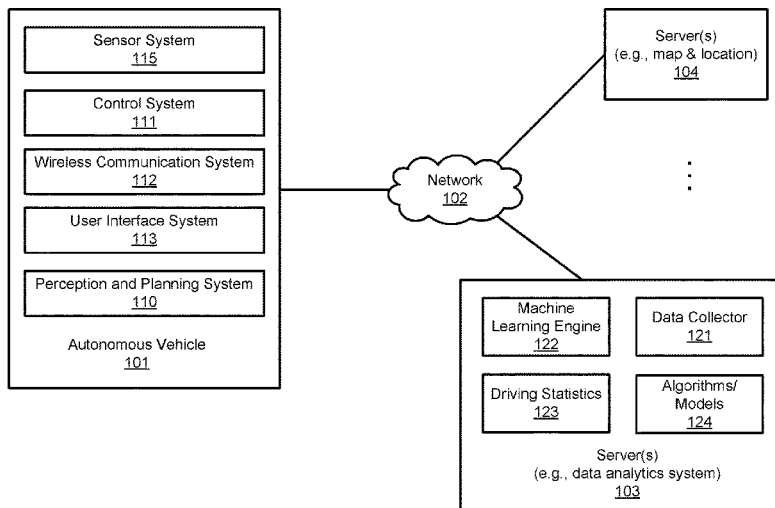 Sensor System
115
Control System
111
Wireless Communication System
112
User Interface System
113
Perception and Planning System
110
Autonomous Vehicle
101
Network
102
Server(s)
(e.g., map & location)
104
Machine
Learning Engine
122
Data Collector
121
Driving Statistics
123
Algorithms/
Models
124
Server(s)
(e.g., data analytics system)
103